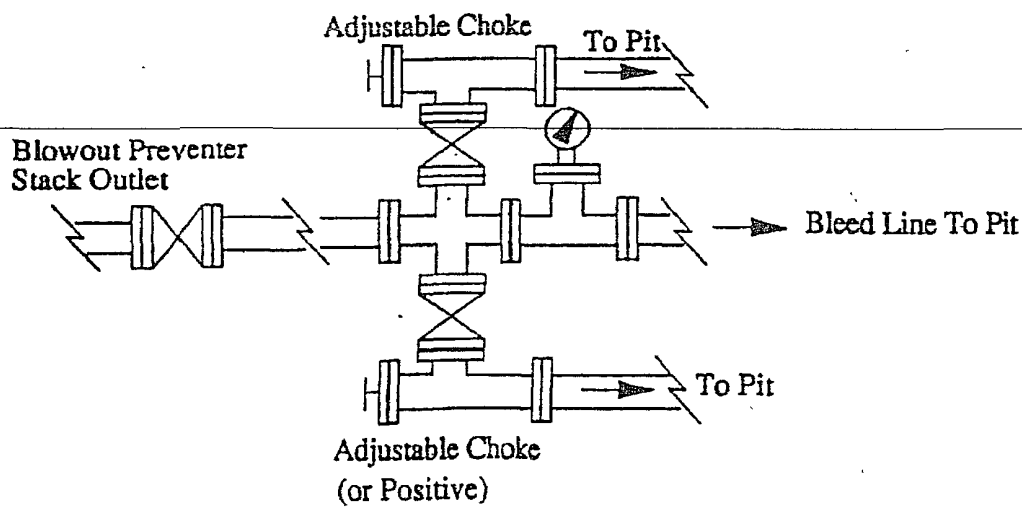 Adjustable Choke
To Pit
Blowout Preventer
Stack Outlet
Bleed Line To Pit
To Pit
Adjustable Choke
(or Positive)